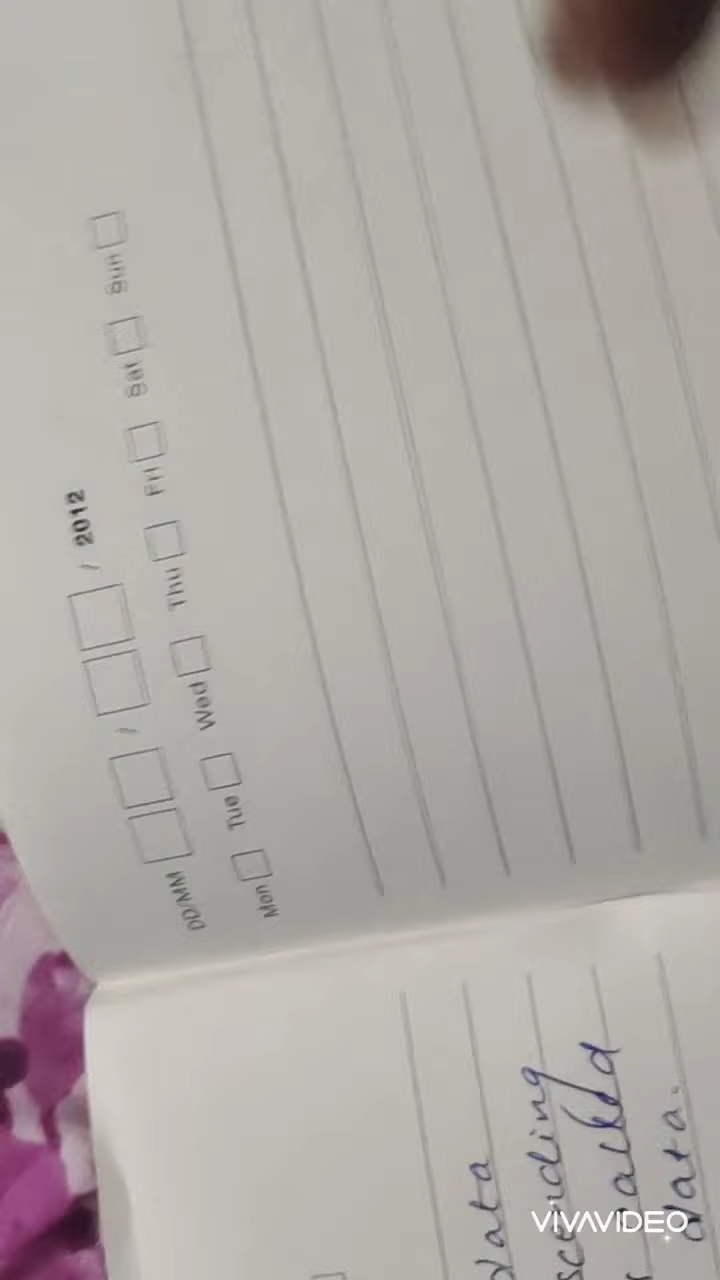 DD/MM / / 2012
Mon Tue Wed Thu Fri Sat Sun
data
scending
called
data.
VIVAVIDEO